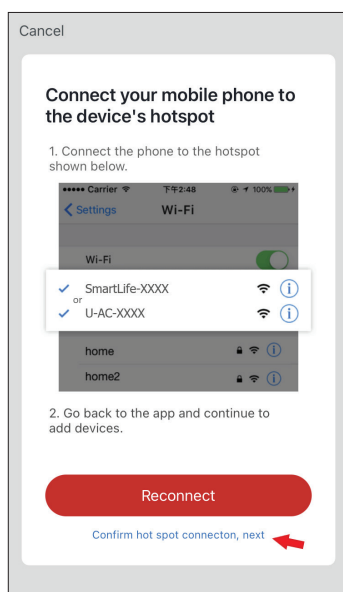 Cancel
Connect your mobile phone to
the device's hotspot
1. Connect the phone to the hotspot
shown below.
Carrier 下午2:48 100%
Settings Wi-Fi
Wi-Fi
SmartLife-XXXX
or
U-AC-XXXX
home
home2
2. Go back to the app and continue to
add devices.
Reconnect
Confirm hot spot connecton, next